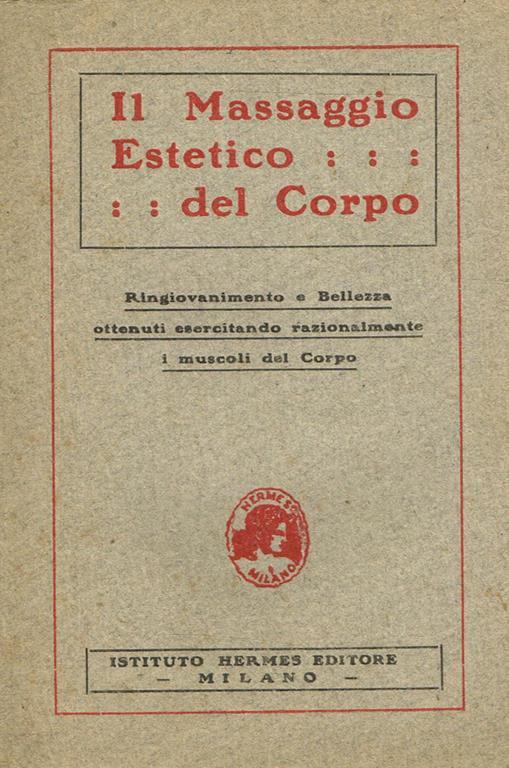 Il Massaggio
Estetico : : :
: : del Corpo
Ringiovanimento e Bellezza
ottenuti esercitando razionalmente
i muscoli del Corpo
HERMES
MILANO
ISTITUTO HERMES EDITORE
— MILANO —